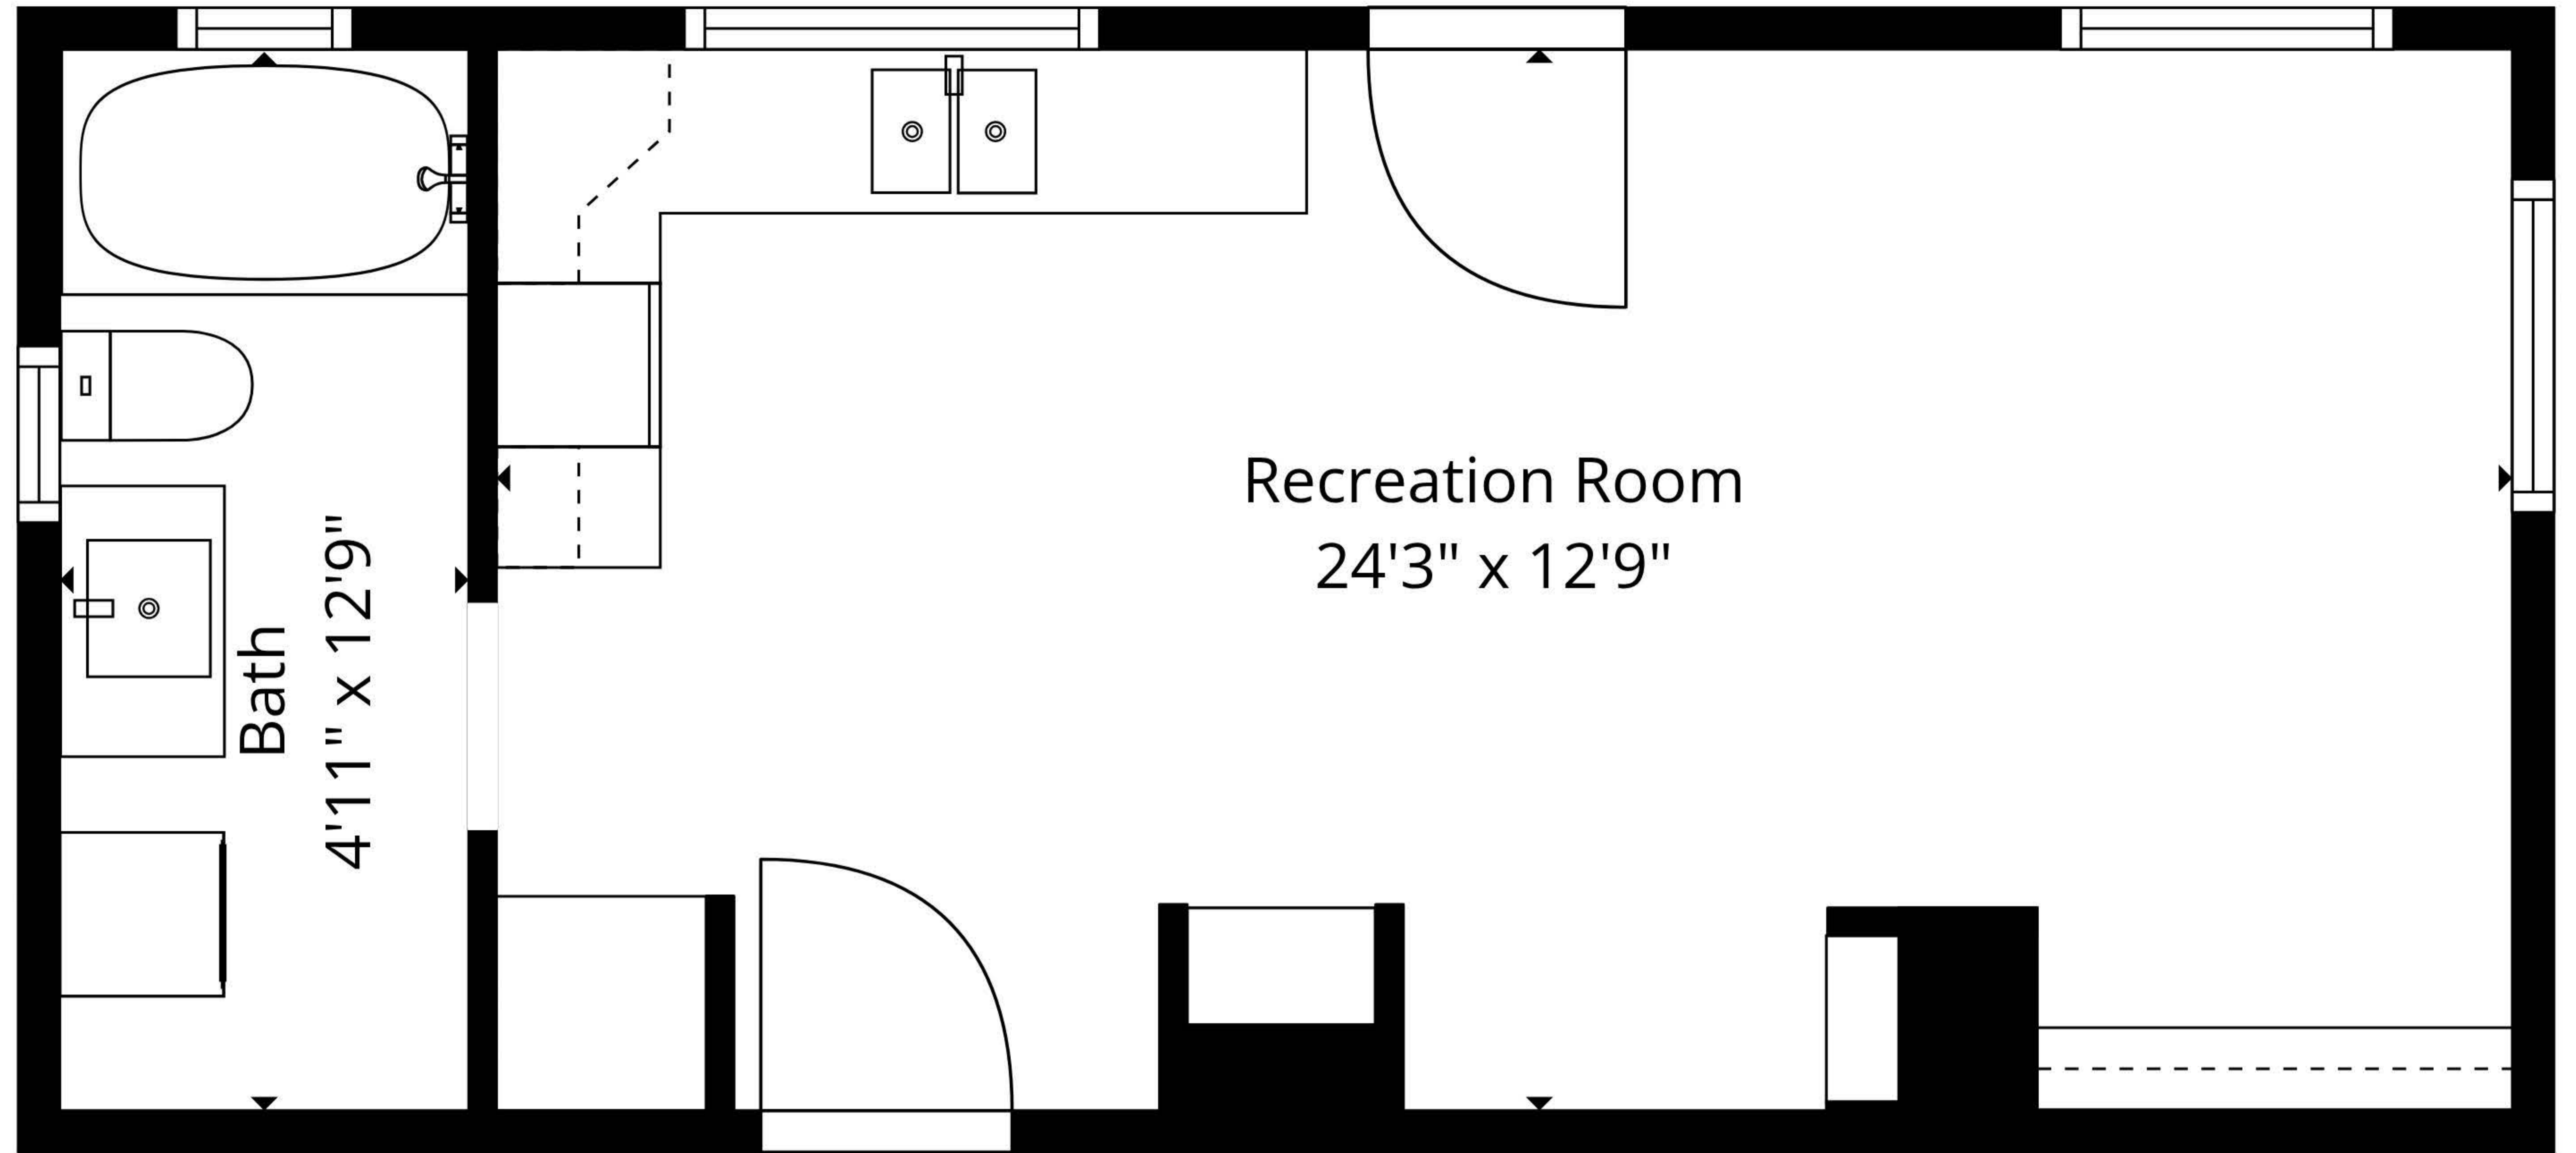 Bath
4'11" x 12'9"
Recreation Room
24'3" x 12'9"